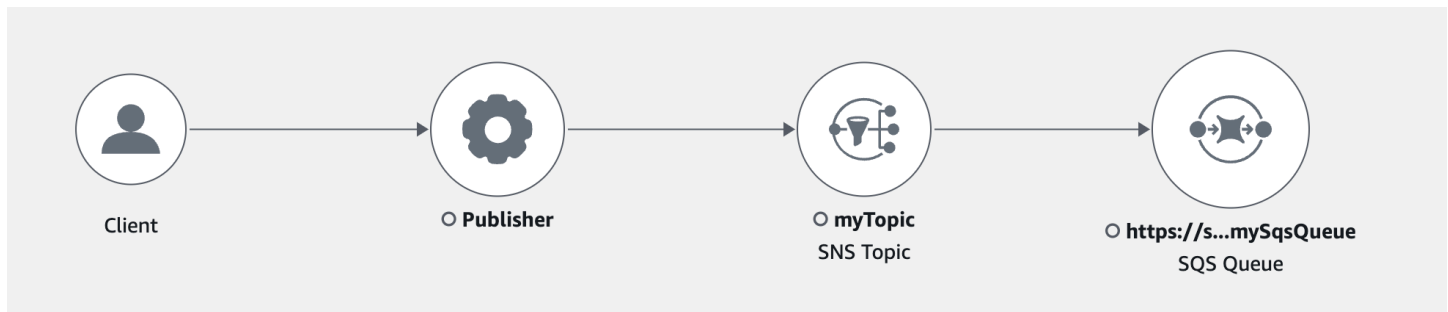 Client
Publisher
myTopic
SNS Topic
https://s...mySqsQueue
SQS Queue